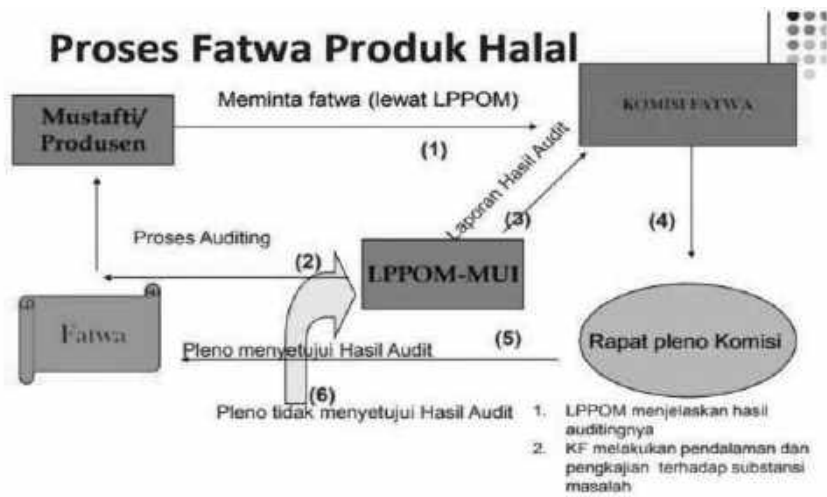 Proses Fatwa Produk Halal
Meminta fatwa (lewat LPPOM)
Mustafti/
Produsen
KOMISI FATWA
(1)
Laporan Hasil Audit
(3)
(4)
Proses Auditing
(2)
LPPOM-MUI
Fatwa
(5)
Rapat pleno Komisi
Pleno menyetujui Hasil Audit
(6)
Pleno tidak menyetujui Hasil Audit
1. LPPOM menjelaskan hasil
auditingnya
2. KF melakukan pendalaman dan
pengkajian terhadap substansi
masalah